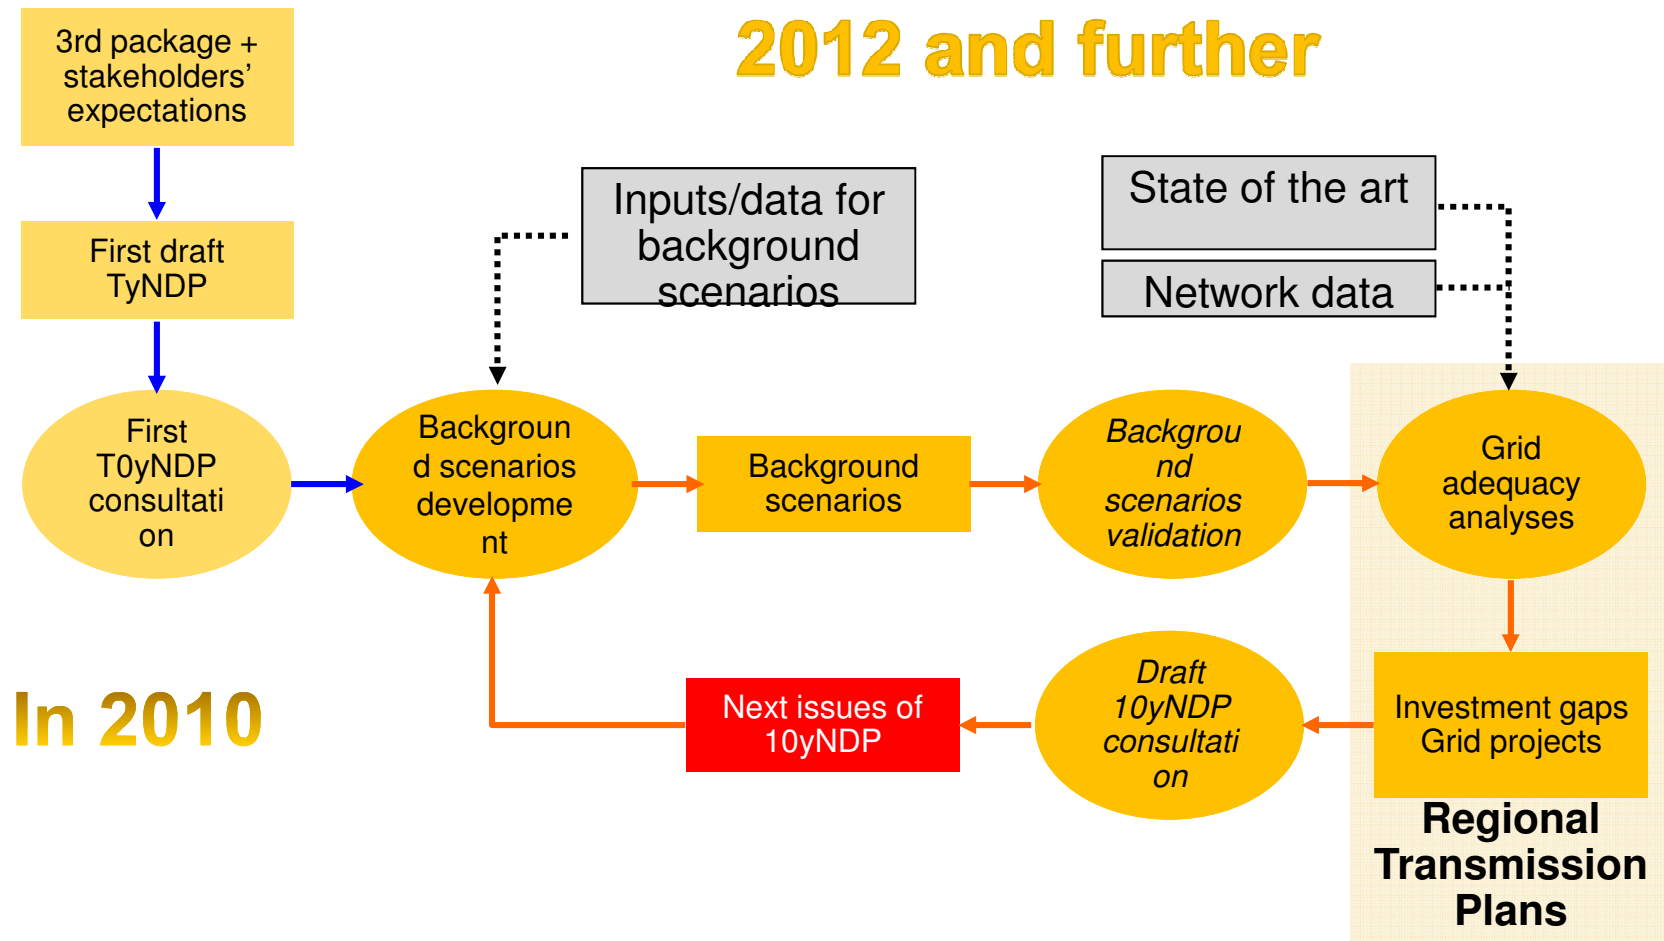 2012 and further
3rd package +
stakeholders’
expectations
First draft
TyNDP
First
T0yNDP
consultati
on
Inputs/data for
background
scenarios
State of the art
Network data
Backgroun
d scenarios
developme
nt
Background
scenarios
Backgrou
nd
scenarios
validation
Grid
adequacy
analyses
Investment gaps
Grid projects
Draft
10yNDP
consultati
on
Next issues of
10yNDP
In 2010
Regional
Transmission
Plans